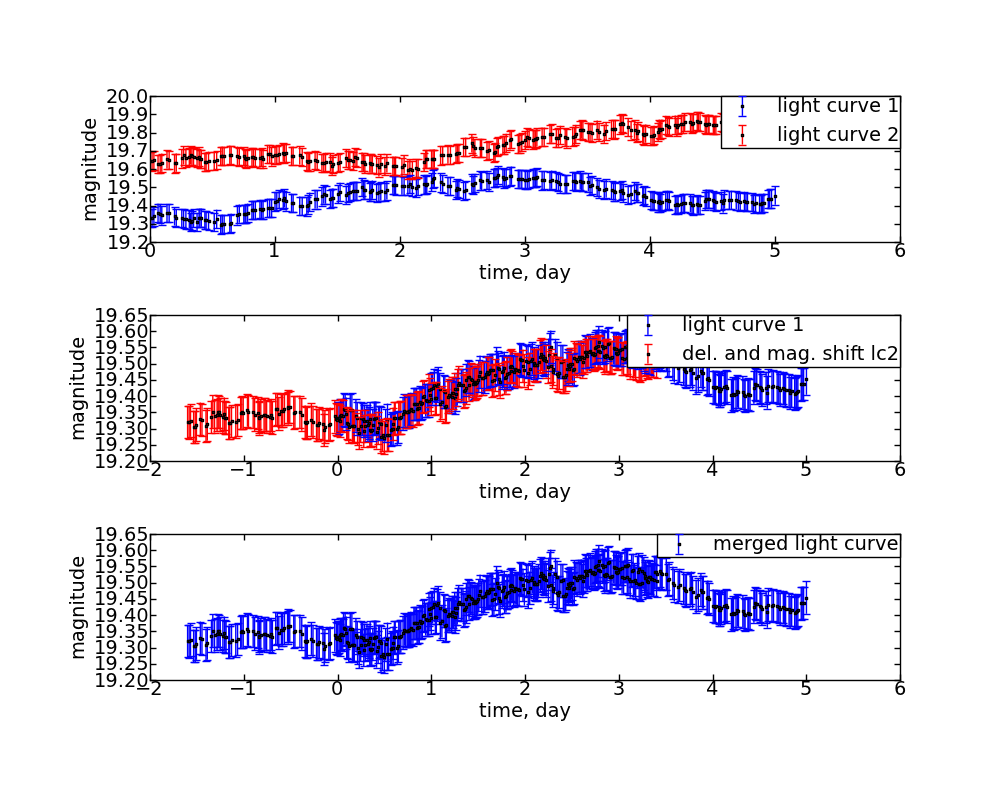 20.0
19.9
19.8
19.7
19.6
19.5
19.4
19.3
19.2
magnitude
light curve 1
light curve 2
0 1 2 3 4 5 6
time, day
19.65
19.60
19.55
19.50
19.45
19.40
19.35
19.30
19.25
19.20
magnitude
light curve 1
del. and mag. shift lc2
−2 −1 0 1 2 3 4 5 6
time, day
19.65
19.60
19.55
19.50
19.45
19.40
19.35
19.30
19.25
19.20
magnitude
merged light curve
−2 −1 0 1 2 3 4 5 6
time, day